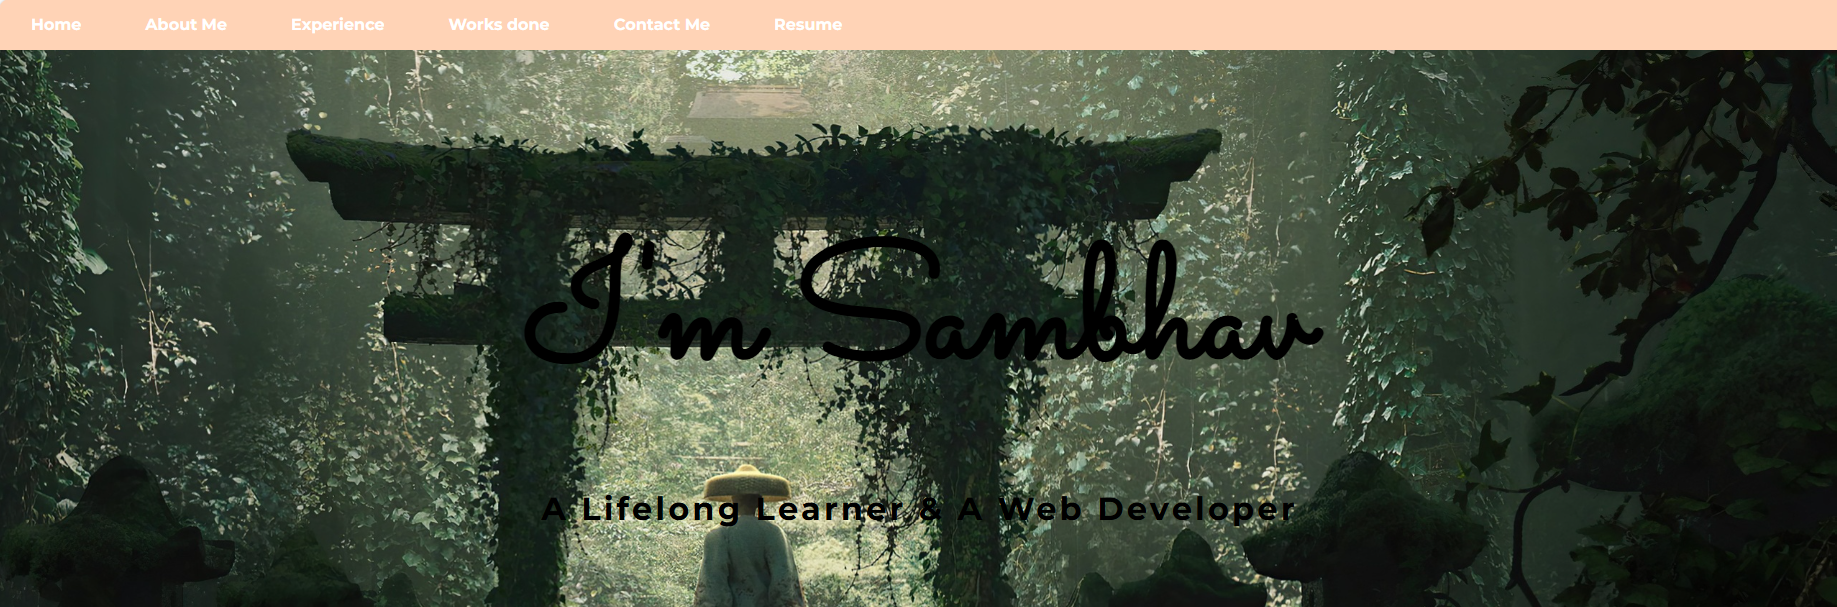 Home About Me Experience Works done Contact Me Resume
I'm Sambhav
A Lifelong Learner & A Web Developer